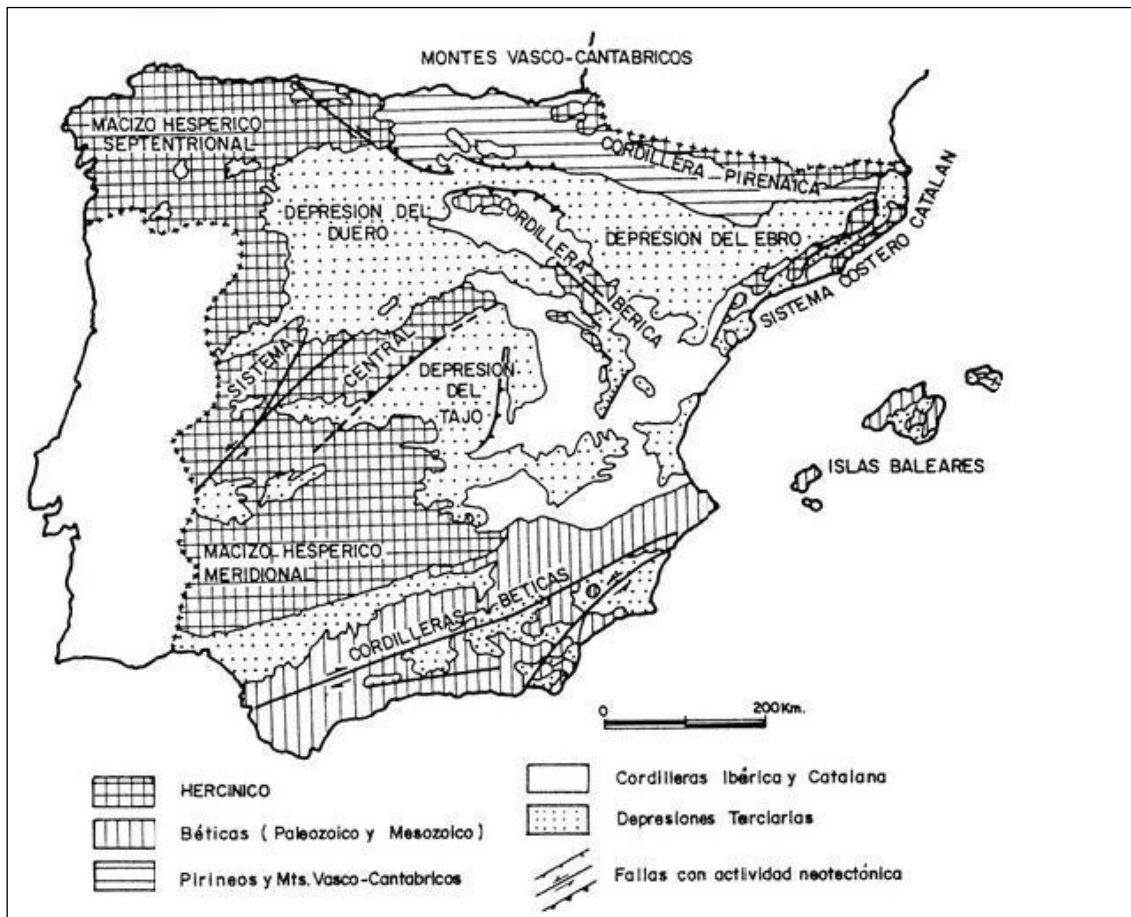 MONTES VASCO-CANTABRICOS
MACIZO HESPERICO
SEPTENTRIONAL
CORDILLERA-PIRENAICA
DEPRESION DEL
DUERO
CORDILLERA IBERICA
DEPRESION DEL EBRO
SISTEMA COSTERO CATALAN
SISTEMA CENTRAL
DEPRESION
DEL
TAJO
ISLAS BALEARES
MACIZO-HESPERICO
MERIDIONAL
CORDILLERAS BETICAS
0 200 Km.
HERCINICO
Béticas ( Paleozoico y Mesozoico )
Pirineos y Mts. Vasco-Cantabricos
Cordilleras Ibérica y Catalana
Depresiones Terciarias
Fallas con actividad neotectónica